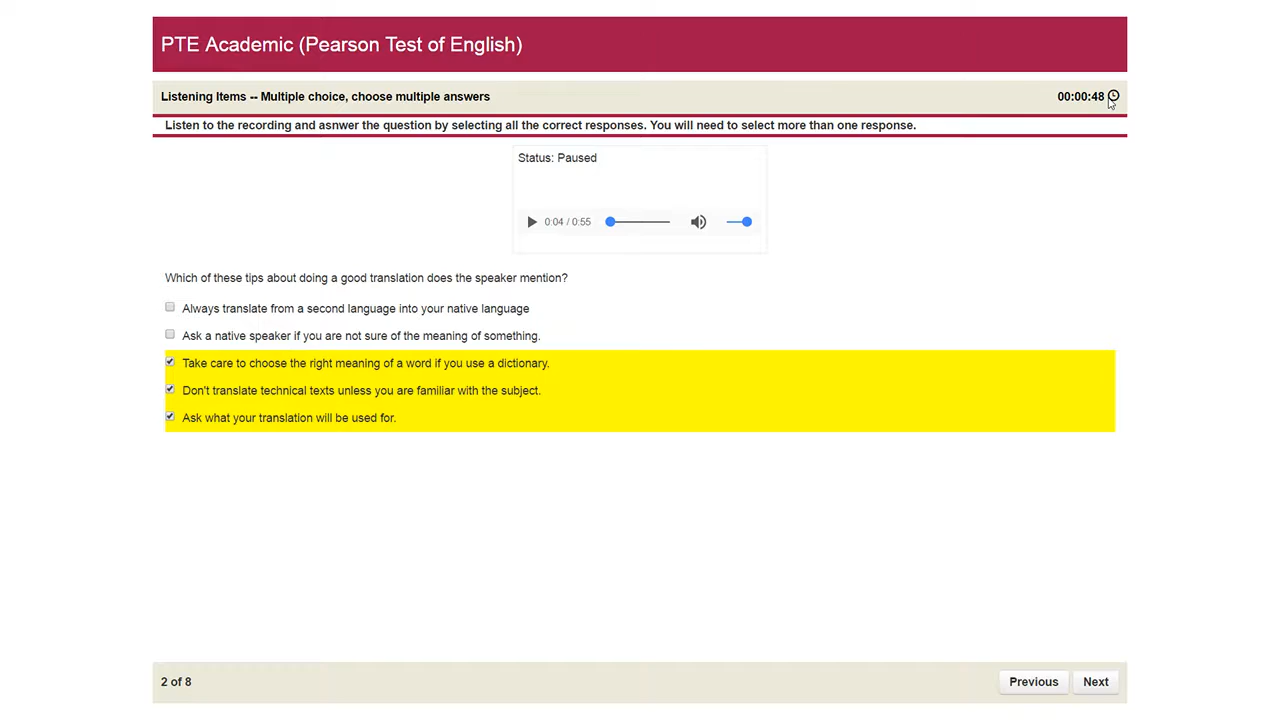 PTE Academic (Pearson Test of English)
Listening Items -- Multiple choice, choose multiple answers
00:00:48
Listen to the recording and asnwer the question by selecting all the correct responses. You will need to select more than one response.
Status: Paused
0:04 / 0:55
Which of these tips about doing a good translation does the speaker mention?
Always translate from a second language into your native language
Ask a native speaker if you are not sure of the meaning of something.
Take care to choose the right meaning of a word if you use a dictionary.
Don't translate technical texts unless you are familiar with the subject.
Ask what your translation will be used for.
2 of 8
Previous
Next